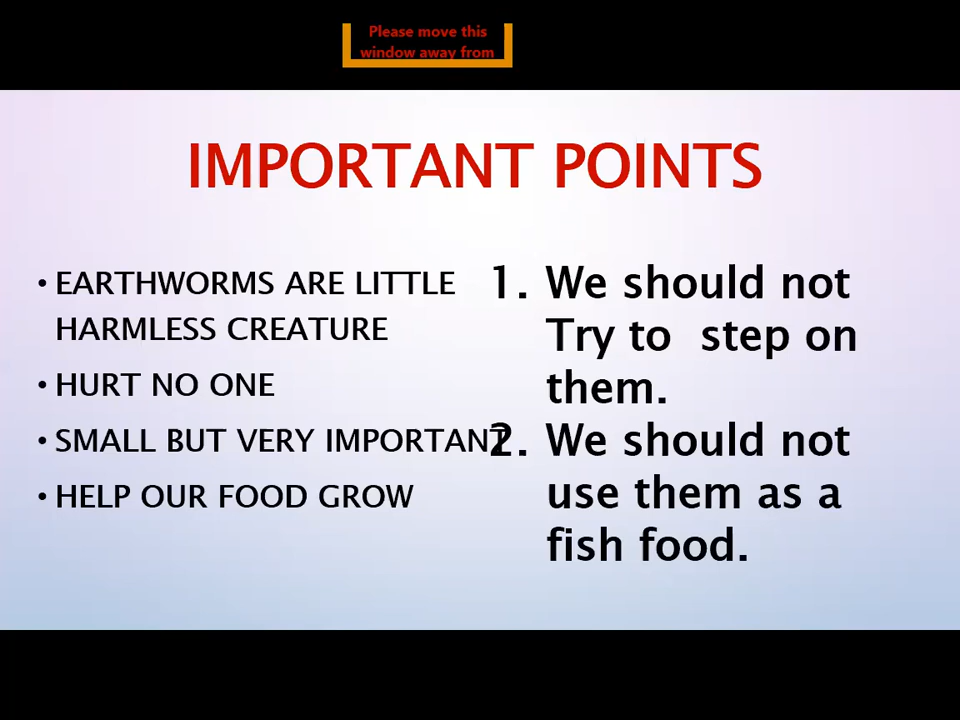 Please move this
window away from
IMPORTANT POINTS
• EARTHWORMS ARE LITTLE
HARMLESS CREATURE
• HURT NO ONE
• SMALL BUT VERY IMPORTANT
• HELP OUR FOOD GROW
1. We should not
Try to step on
them.
2. We should not
use them as a
fish food.